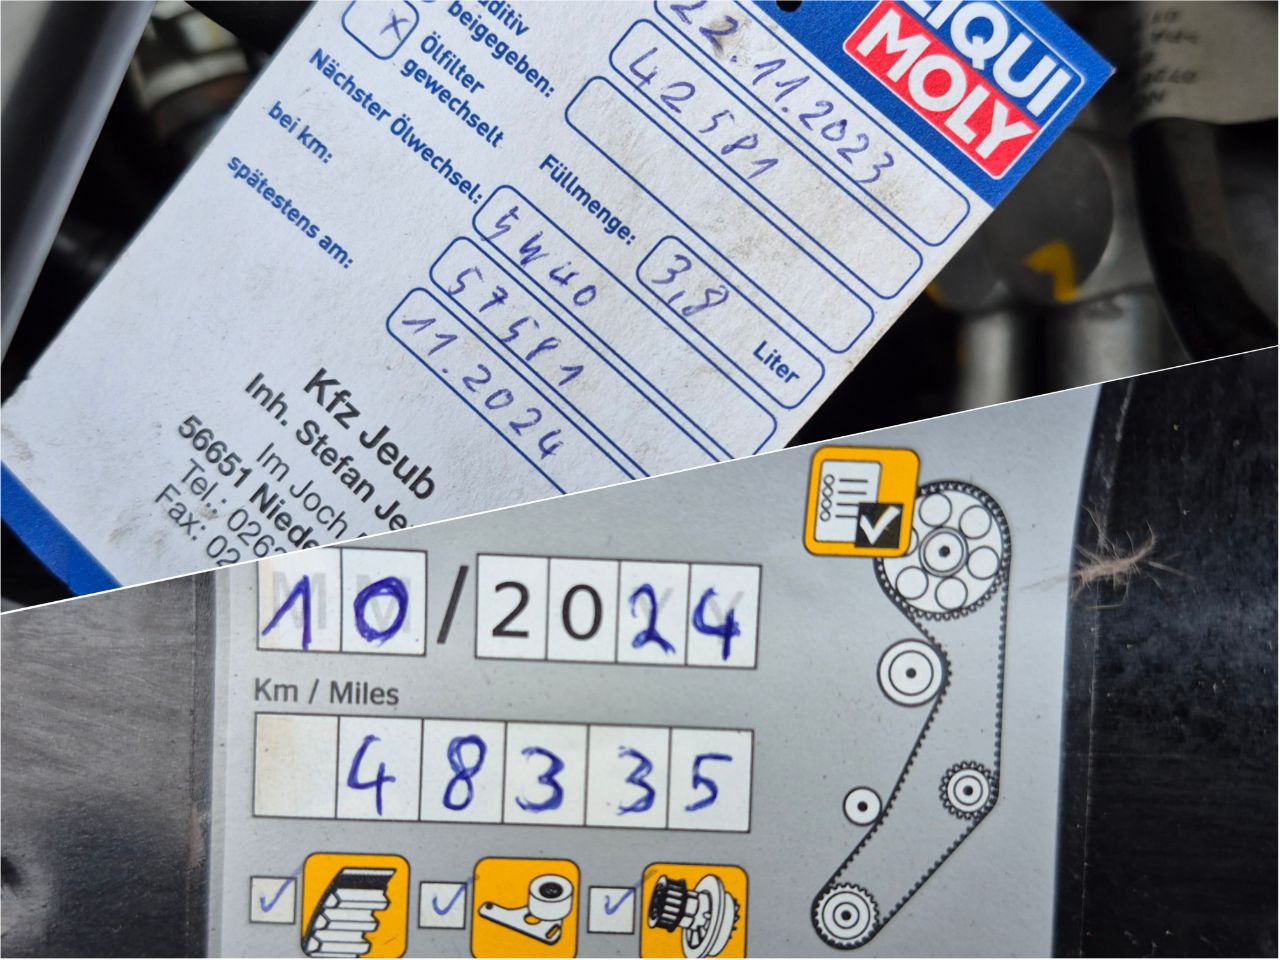 LIQUI
MOLY
22.11.2023
42581
dditiv
beigegeben:
x Ölfilter
gewechselt
Füllmenge: 3,8 Liter
Nächster Ölwechsel: 5W40
bei km: 57581
spätestens am: 11.2024
Kfz Jeub
Inh. Stefan Je
Im Joch
56651 Niede
Tel.: 026
Fax: 02
10/2024
Km / Miles
48335